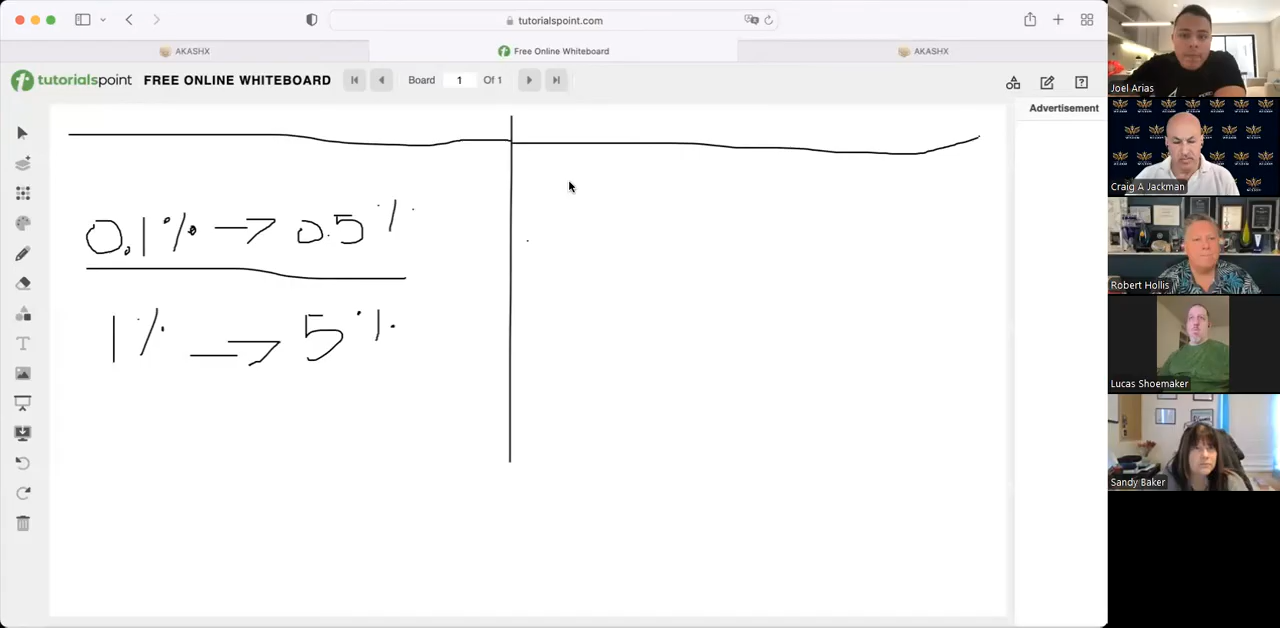 tutorialspoint.com
AKASHX
Free Online Whiteboard
AKASHX
tutorialspoint FREE ONLINE WHITEBOARD
Board 1 Of 1
Advertisement
0.1% → 0.5%
1% → 5%
Joel Arias
Craig A Jackman
Robert Hollis
Lucas Shoemaker
Sandy Baker